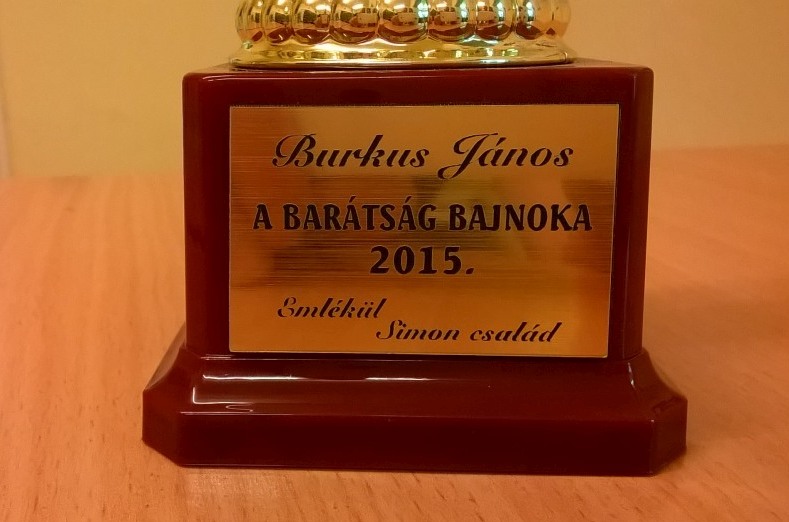 Burkus János
A BARÁTSÁG BAJNOKA
2015.
Emlékül
Simon család